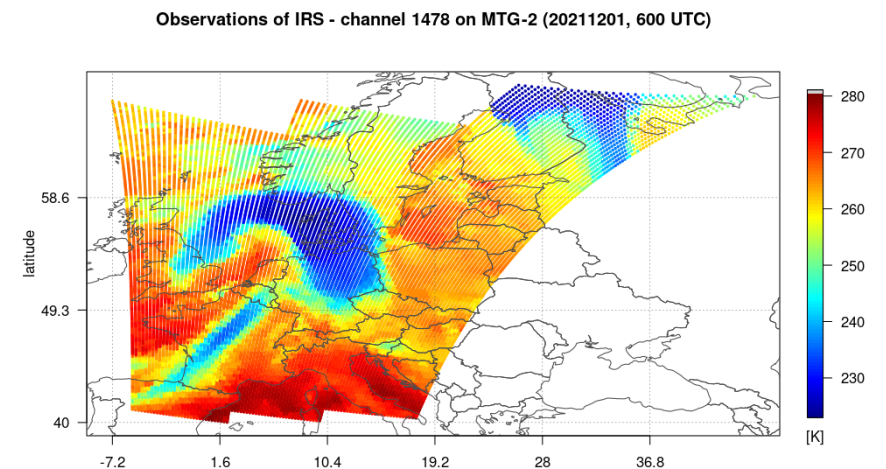 Observations of IRS - channel 1478 on MTG-2 (20211201, 600 UTC)
280
270
260
250
240
230
[K]
latitude
58.6
49.3
40
-7.2 1.6 10.4 19.2 28 36.8